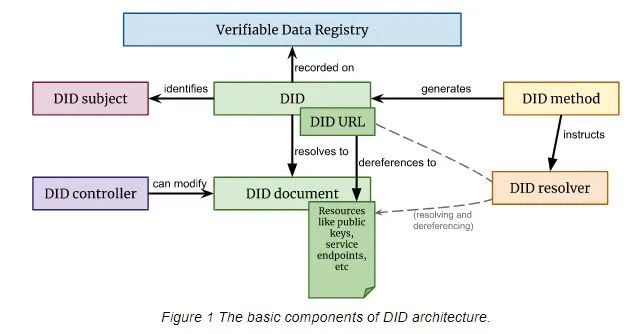 Verifiable Data Registry
recorded on
DID subject
identifies
DID
generates
DID method
DID URL
resolves to
dereferences to
instructs
DID controller
can modify
DID document
DID resolver
Resources
like public
keys,
service
endpoints,
etc
(resolving and
dereferencing)
Figure 1 The basic components of DID architecture.